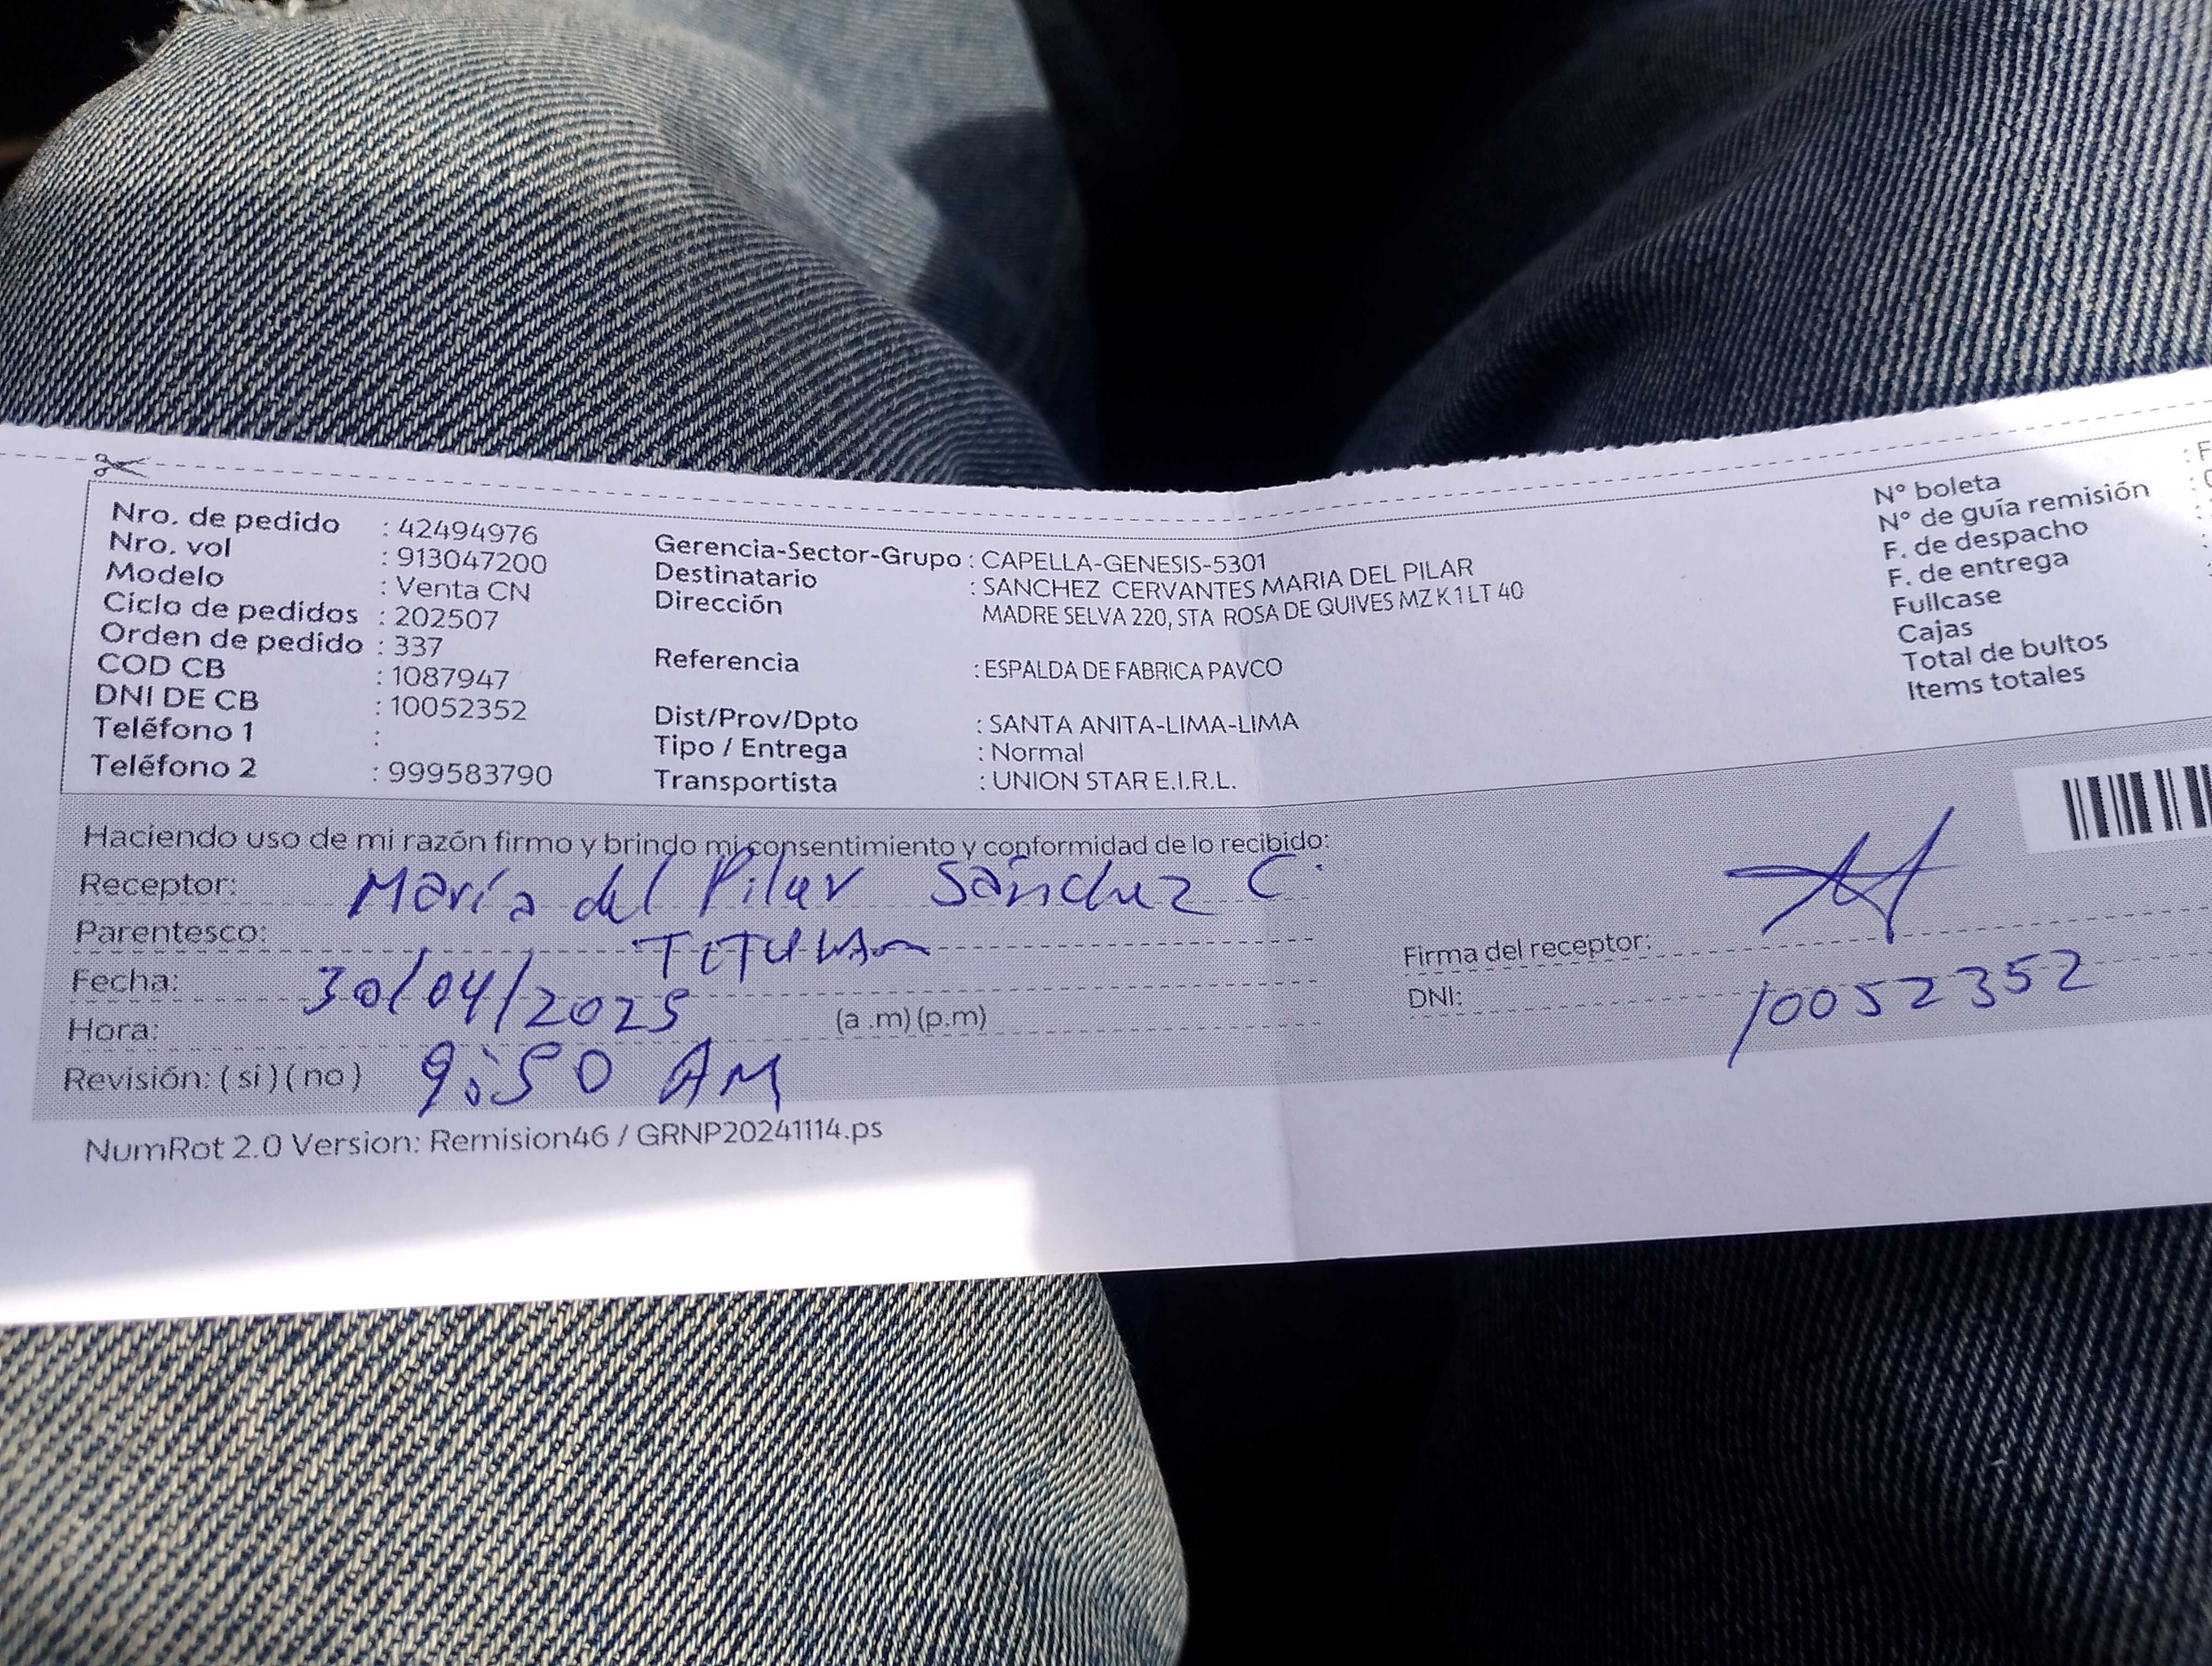 Nro. de pedido : 42494976
Nro. vol : 913047200
Modelo : Venta CN
Ciclo de pedidos : 202507
Orden de pedido : 337
COD CB : 1087947
DNI DE CB : 10052352
Teléfono 1 :
Teléfono 2 : 999583790
Gerencia-Sector-Grupo : CAPELLA-GENESIS-5301
Destinatario : SANCHEZ CERVANTES MARIA DEL PILAR
Dirección MADRE SELVA 220, STA ROSA DE QUIVES MZ K1 LT 40
Referencia : ESPALDA DE FABRICA PAVCO
Dist/Prov/Dpto : SANTA ANITA-LIMA-LIMA
Tipo / Entrega : Normal
Transportista : UNION STAR E.I.R.L.
N° boleta :
N° de guía remisión :
F. de despacho :
F. de entrega :
Fullcase
Cajas
Total de bultos
Items totales
Haciendo uso de mi razón firmo y brindo mi consentimiento y conformidad de lo recibido:
Receptor: María del Pilar Sánchez C.
Parentesco: TITULAR
Fecha: 30/04/2025
Hora: (a .m) (p.m)
Revisión: ( si ) ( no ) 9:50 AM
Firma del receptor:
DNI: 10052352
NumRot 2.0 Version: Remision46 / GRNP20241114.ps